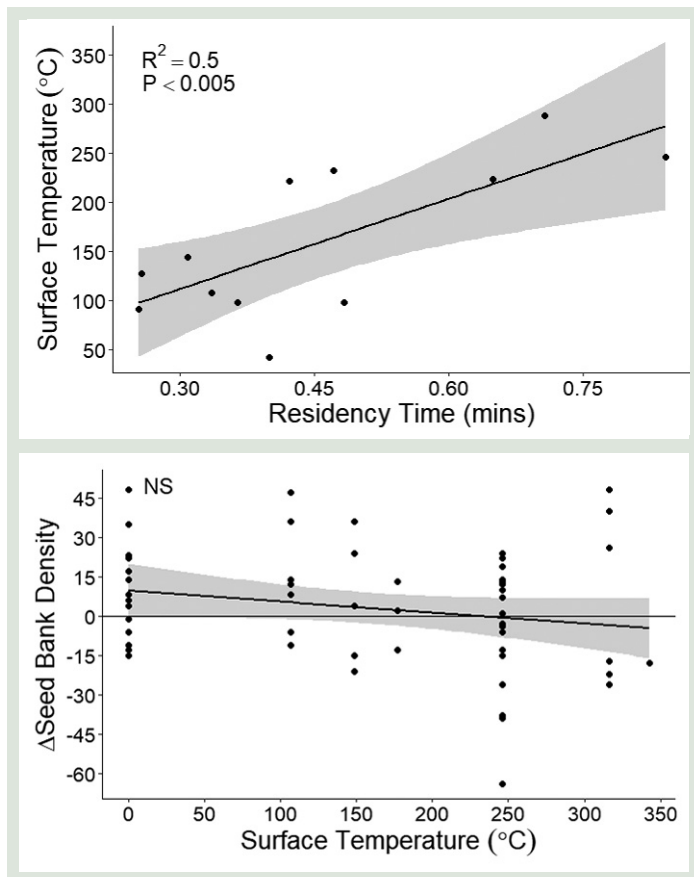 R² = 0.5
P < 0.005
Surface Temperature (°C)
350
300
250
200
150
100
50
0.30 0.45 0.60 0.75
Residency Time (mins)
NS
ΔSeed Bank Density
45
30
15
0
-15
-30
-45
-60
0 50 100 150 200 250 300 350
Surface Temperature (°C)